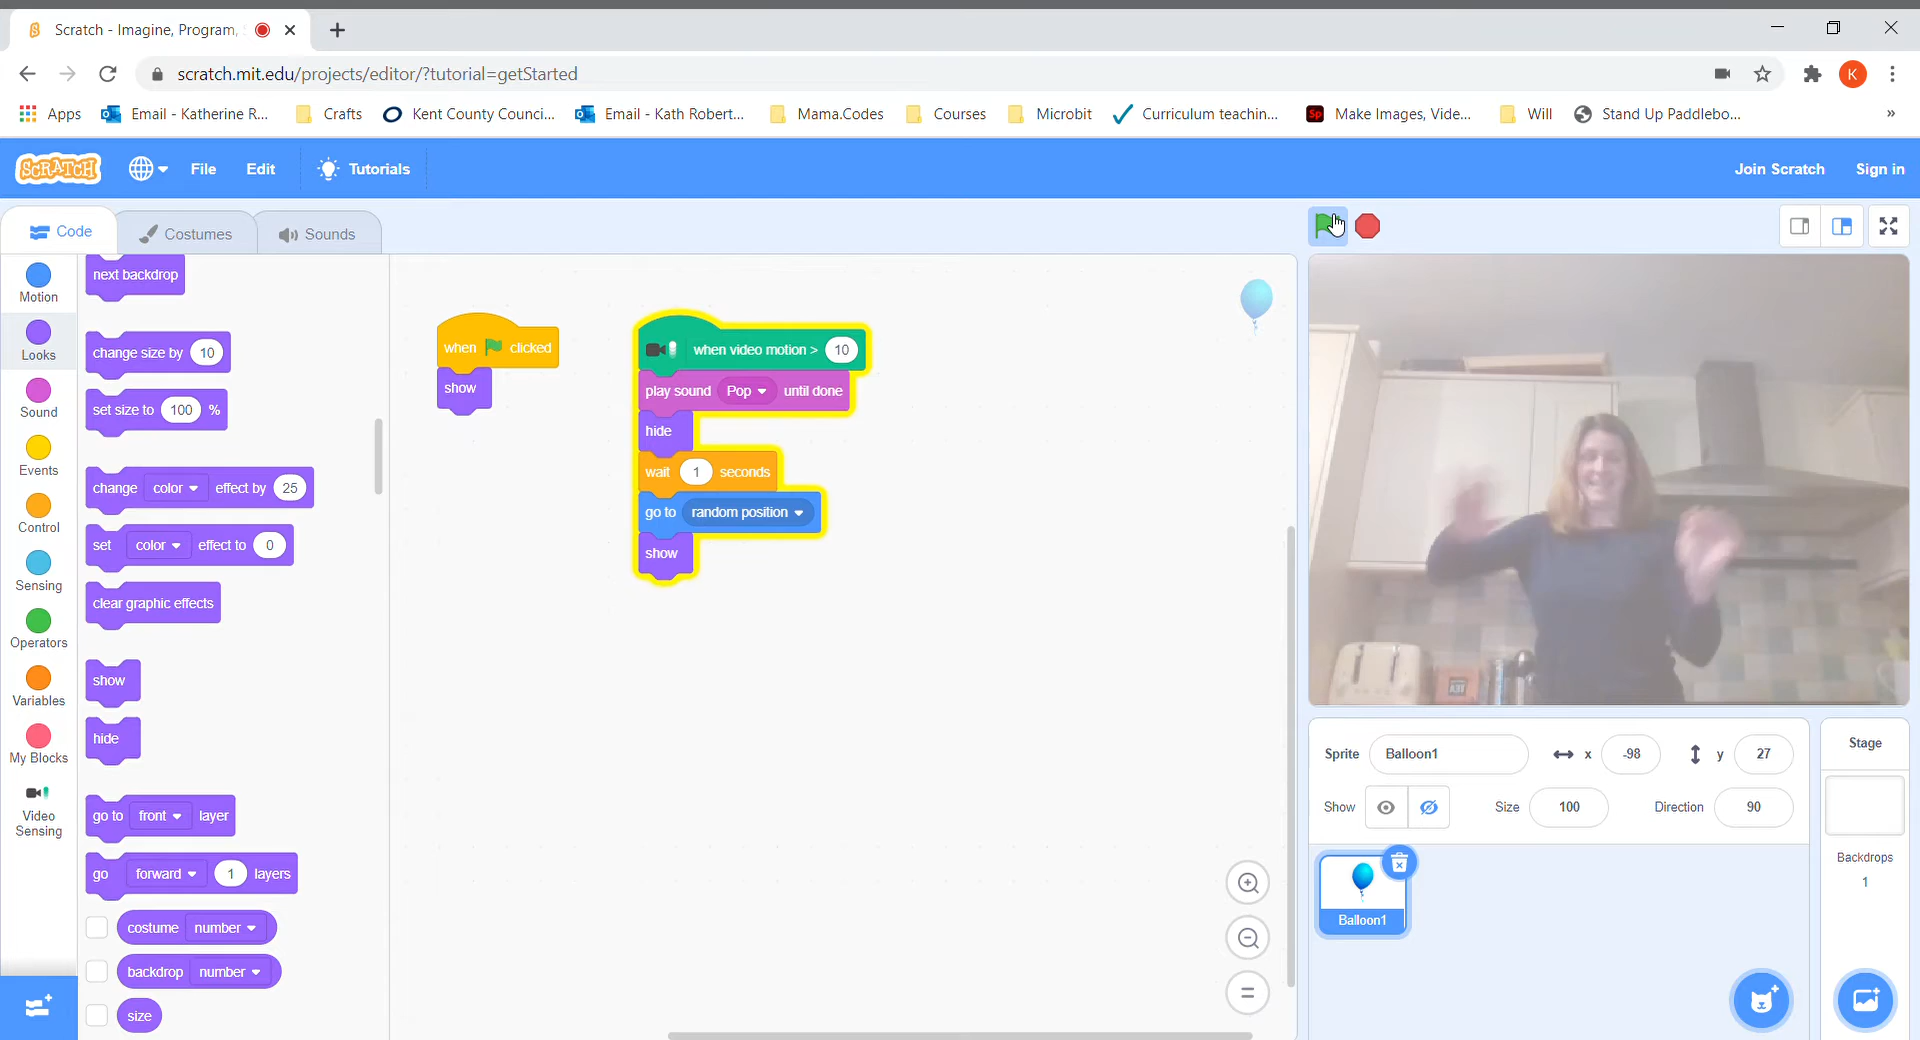 Scratch - Imagine, Program,
scratch.mit.edu/projects/editor/?tutorial=getStarted
K
Apps
Email - Katherine R...
Crafts
Kent County Counci...
Email - Kath Robert...
Mama.Codes
Courses
Microbit
Curriculum teachin...
Sp
Make Images, Vide...
Will
Stand Up Paddlebo...
»
SCRATCH
File
Edit
Tutorials
Join Scratch
Sign in
Code
Costumes
Sounds
Motion
Looks
Sound
Events
Control
Sensing
Operators
Variables
My Blocks
Video
Sensing
next backdrop
change size by 10
set size to 100 %
change color effect by 25
set color effect to 0
clear graphic effects
show
hide
go to front layer
go forward 1 layers
costume number
backdrop number
size
when clicked
show
when video motion > 10
play sound Pop until done
hide
wait 1 seconds
go to random position
show
Sprite Balloon1 x -98 y 27
Show Size 100 Direction 90
Balloon1
Stage
Backdrops
1